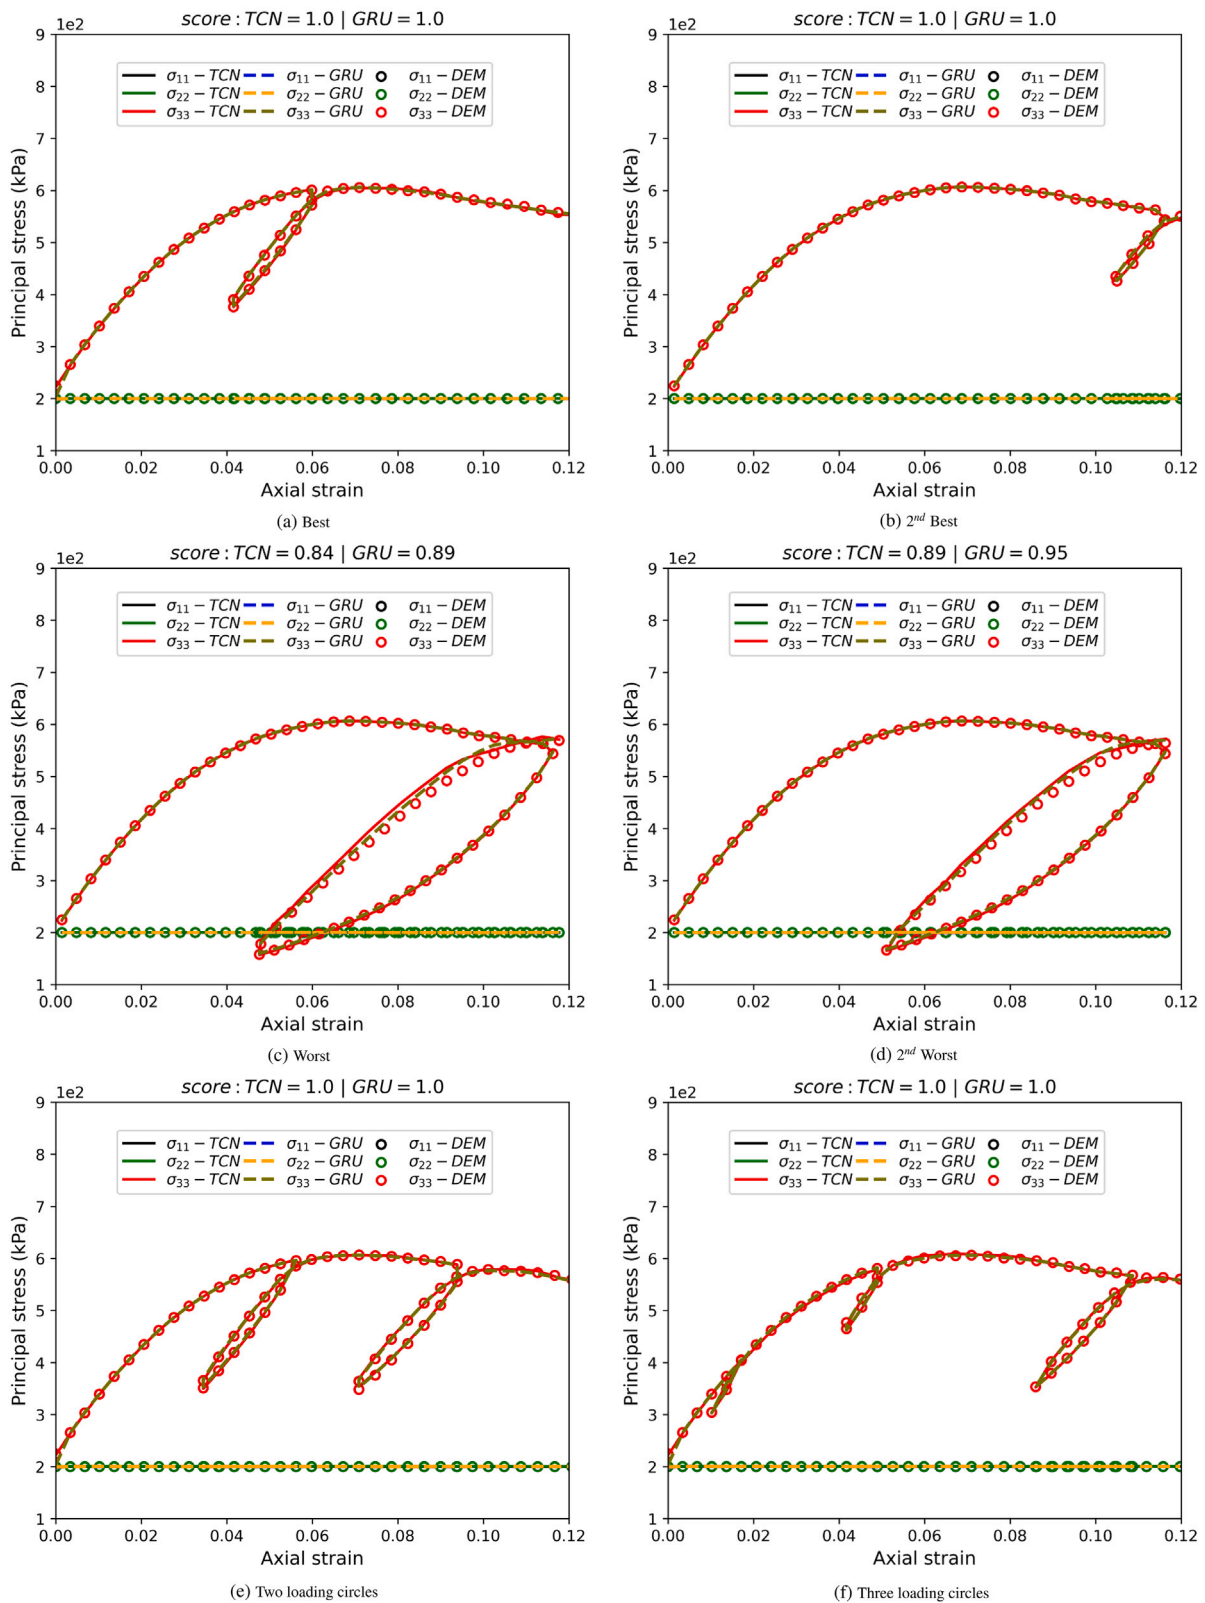 score : TCN = 1.0 | GRU = 1.0
1e2
9
8
7
6
5
4
3
2
1
Principal stress (kPa)
σ11 − TCN σ11 − GRU σ11 − DEM
σ22 − TCN σ22 − GRU σ22 − DEM
σ33 − TCN σ33 − GRU σ33 − DEM
0.00 0.02 0.04 0.06 0.08 0.10 0.12
Axial strain
(a) Best
score : TCN = 1.0 | GRU = 1.0
1e2
9
8
7
6
5
4
3
2
1
Principal stress (kPa)
σ11 − TCN σ11 − GRU σ11 − DEM
σ22 − TCN σ22 − GRU σ22 − DEM
σ33 − TCN σ33 − GRU σ33 − DEM
0.00 0.02 0.04 0.06 0.08 0.10 0.12
Axial strain
(b) 2nd Best
score : TCN = 0.84 | GRU = 0.89
1e2
9
8
7
6
5
4
3
2
1
Principal stress (kPa)
σ11 − TCN σ11 − GRU σ11 − DEM
σ22 − TCN σ22 − GRU σ22 − DEM
σ33 − TCN σ33 − GRU σ33 − DEM
0.00 0.02 0.04 0.06 0.08 0.10 0.12
Axial strain
(c) Worst
score : TCN = 0.89 | GRU = 0.95
1e2
9
8
7
6
5
4
3
2
1
Principal stress (kPa)
σ11 − TCN σ11 − GRU σ11 − DEM
σ22 − TCN σ22 − GRU σ22 − DEM
σ33 − TCN σ33 − GRU σ33 − DEM
0.00 0.02 0.04 0.06 0.08 0.10 0.12
Axial strain
(d) 2nd Worst
score : TCN = 1.0 | GRU = 1.0
1e2
9
8
7
6
5
4
3
2
1
Principal stress (kPa)
σ11 − TCN σ11 − GRU σ11 − DEM
σ22 − TCN σ22 − GRU σ22 − DEM
σ33 − TCN σ33 − GRU σ33 − DEM
0.00 0.02 0.04 0.06 0.08 0.10 0.12
Axial strain
(e) Two loading circles
score : TCN = 1.0 | GRU = 1.0
1e2
9
8
7
6
5
4
3
2
1
Principal stress (kPa)
σ11 − TCN σ11 − GRU σ11 − DEM
σ22 − TCN σ22 − GRU σ22 − DEM
σ33 − TCN σ33 − GRU σ33 − DEM
0.00 0.02 0.04 0.06 0.08 0.10 0.12
Axial strain
(f) Three loading circles